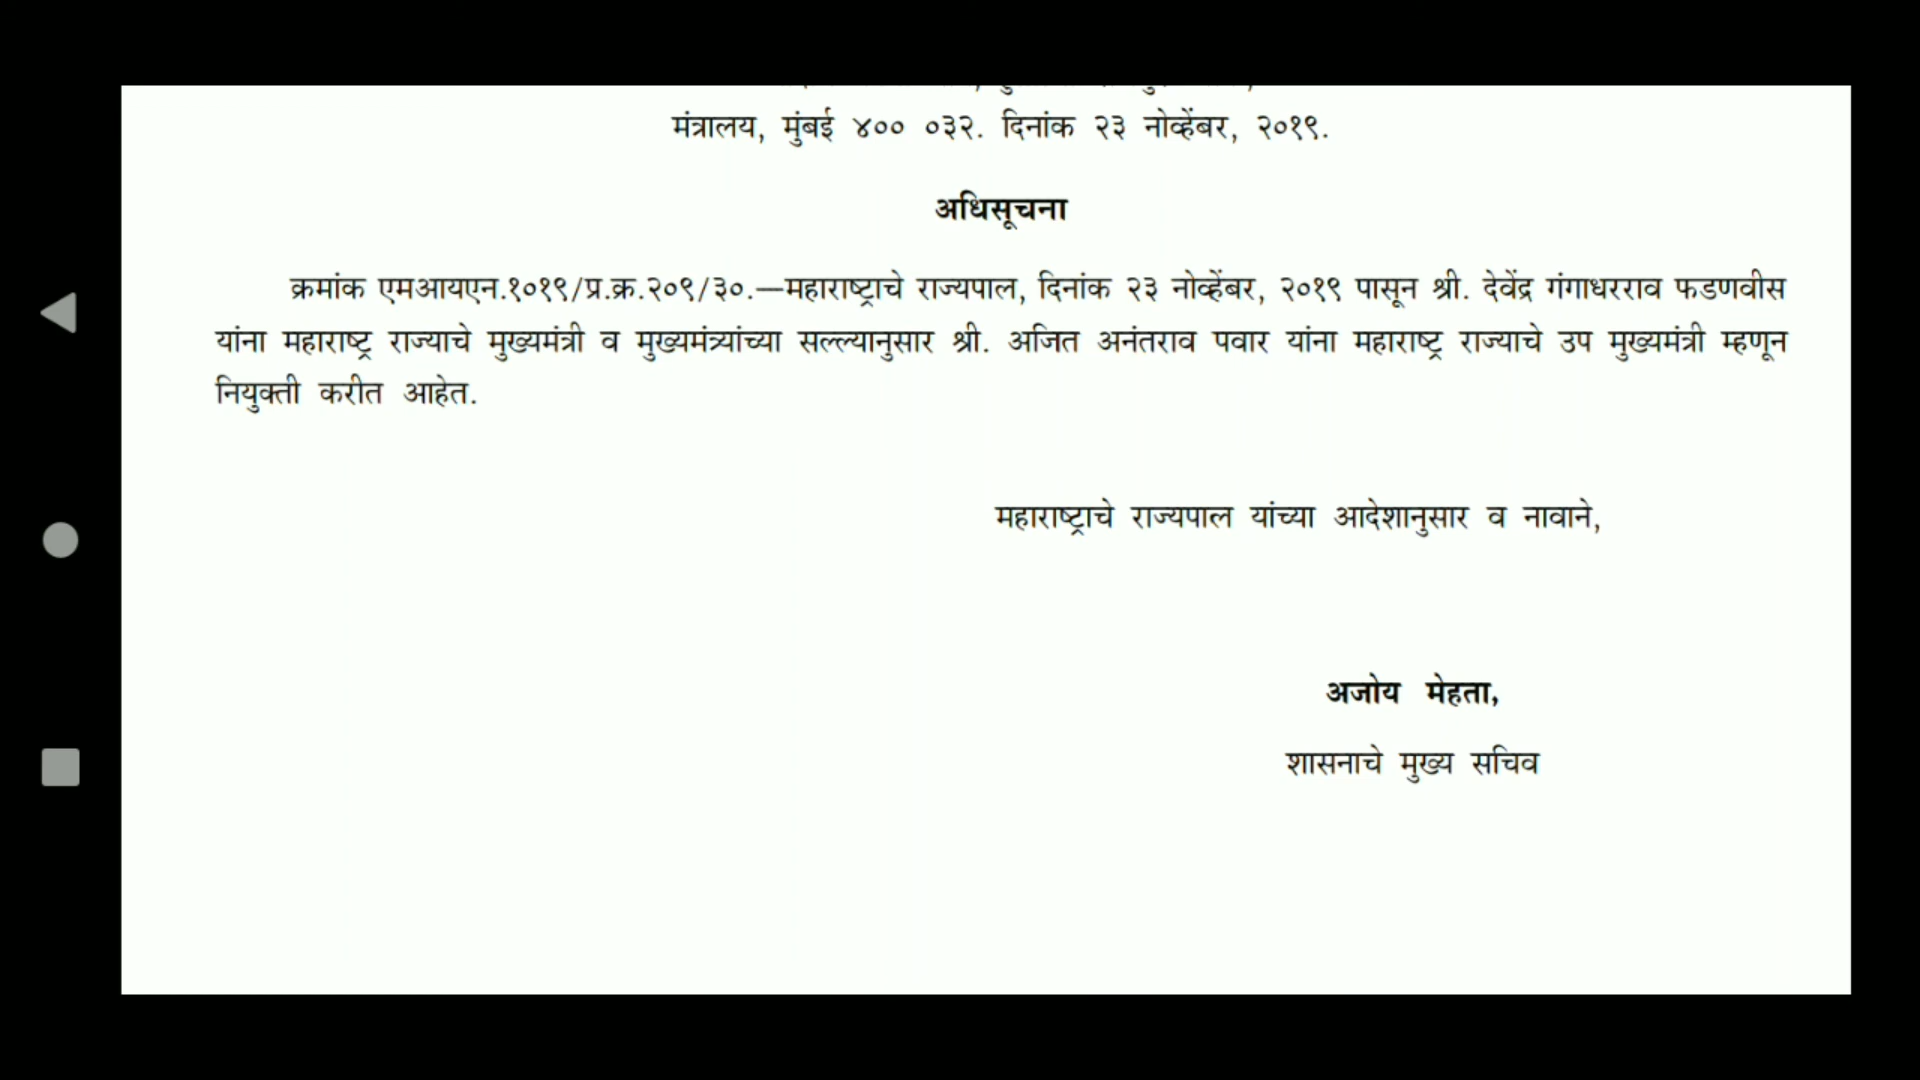 मंत्रालय, मुंबई ४०० ०३२. दिनांक २३ नोव्हेंबर, २०१९.
अधिसूचना
क्रमांक एमआयएन.१०१९/प्र.क्र.२०९/३०.—महाराष्ट्राचे राज्यपाल, दिनांक २३ नोव्हेंबर, २०१९ पासून श्री. देवेंद्र गंगाधरराव फडणवीस
यांना महाराष्ट्र राज्याचे मुख्यमंत्री व मुख्यमंत्र्यांच्या सल्ल्यानुसार श्री. अजित अनंतराव पवार यांना महाराष्ट्र राज्याचे उप मुख्यमंत्री म्हणून
नियुक्ती करीत आहेत.
महाराष्ट्राचे राज्यपाल यांच्या आदेशानुसार व नावाने,
अजोय मेहता,
शासनाचे मुख्य सचिव